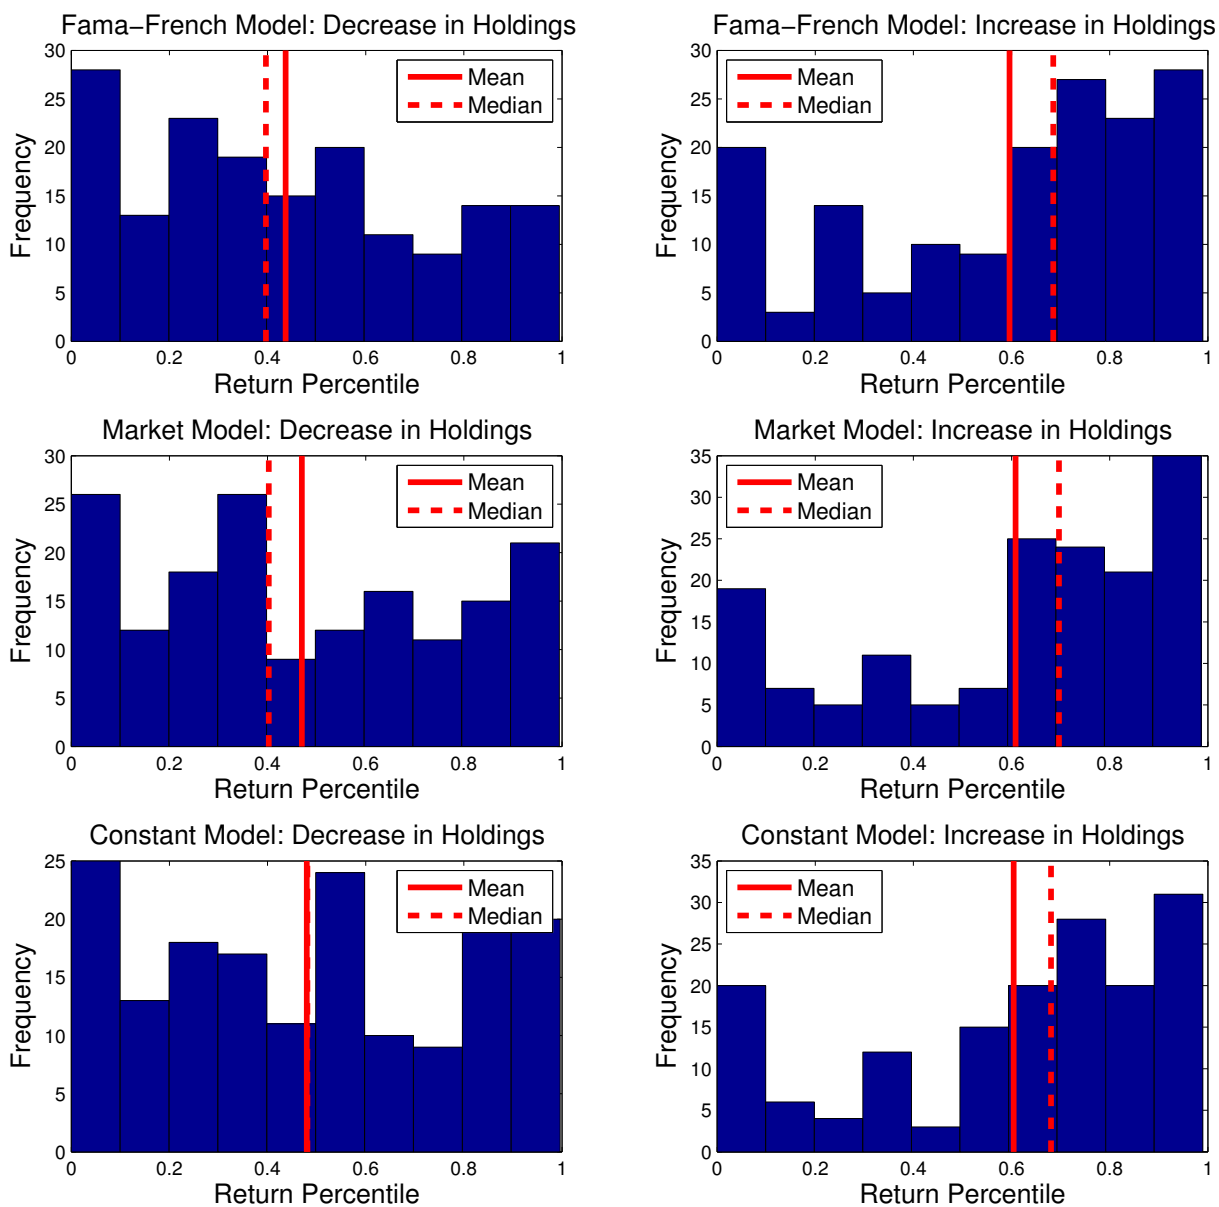 Fama−French Model: Decrease in Holdings
30
25
20
15
10
5
0
Frequency
Mean
Median
0 0.2 0.4 0.6 0.8 1
Return Percentile
Fama−French Model: Increase in Holdings
30
25
20
15
10
5
0
Frequency
Mean
Median
0 0.2 0.4 0.6 0.8 1
Return Percentile
Market Model: Decrease in Holdings
30
25
20
15
10
5
0
Frequency
Mean
Median
0 0.2 0.4 0.6 0.8 1
Return Percentile
Market Model: Increase in Holdings
35
30
25
20
15
10
5
0
Frequency
Mean
Median
0 0.2 0.4 0.6 0.8 1
Return Percentile
Constant Model: Decrease in Holdings
25
20
15
10
5
0
Frequency
Mean
Median
0 0.2 0.4 0.6 0.8 1
Return Percentile
Constant Model: Increase in Holdings
35
30
25
20
15
10
5
0
Frequency
Mean
Median
0 0.2 0.4 0.6 0.8 1
Return Percentile